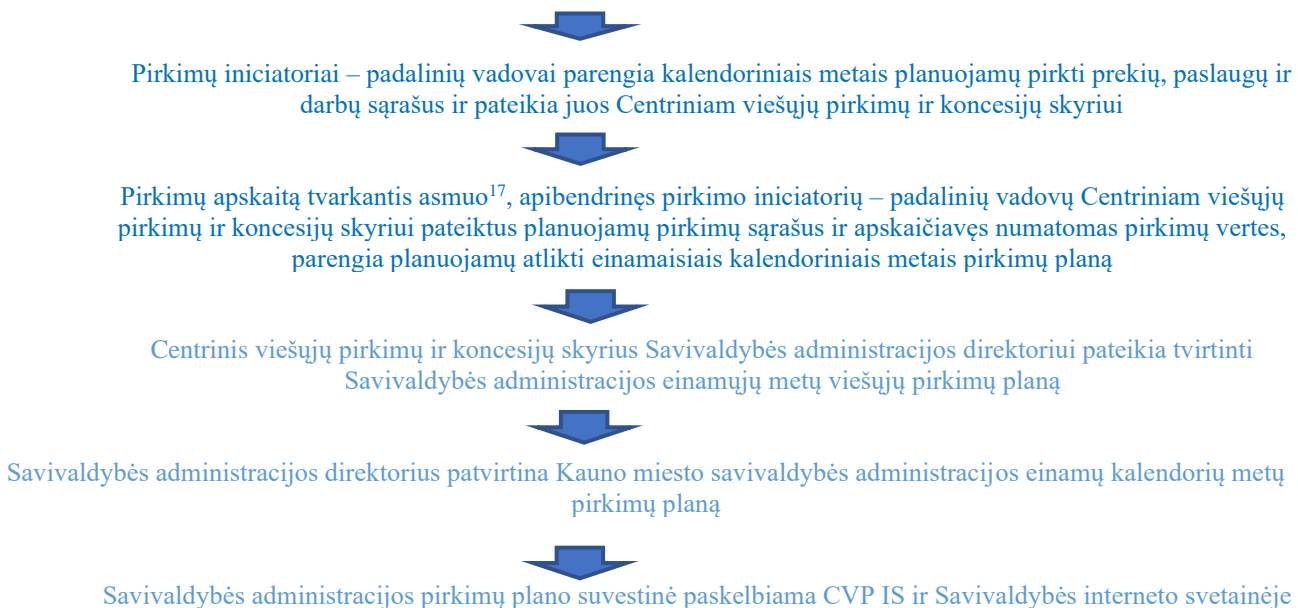 Pirkimų iniciatoriai – padalinių vadovai parengia kalendoriniais metais planuojamų pirkti prekių, paslaugų ir
darbų sąrašus ir pateikia juos Centriniam viešųjų pirkimų ir koncesijų skyriui
Pirkimų apskaitą tvarkantis asmuo17, apibendrinęs pirkimo iniciatorių – padalinių vadovų Centriniam viešųjų
pirkimų ir koncesijų skyriui pateiktus planuojamų pirkimų sąrašus ir apskaičiavęs numatomas pirkimų vertes,
parengia planuojamų atlikti einamaisiais kalendoriniais metais pirkimų planą
Centrinis viešųjų pirkimų ir koncesijų skyrius Savivaldybės administracijos direktoriui pateikia tvirtinti
Savivaldybės administracijos einamųjų metų viešųjų pirkimų planą
Savivaldybės administracijos direktorius patvirtina Kauno miesto savivaldybės administracijos einamų kalendorių metų
pirkimų planą
Savivaldybės administracijos pirkimų plano suvestinė paskelbiama CVP IS ir Savivaldybės interneto svetainėje